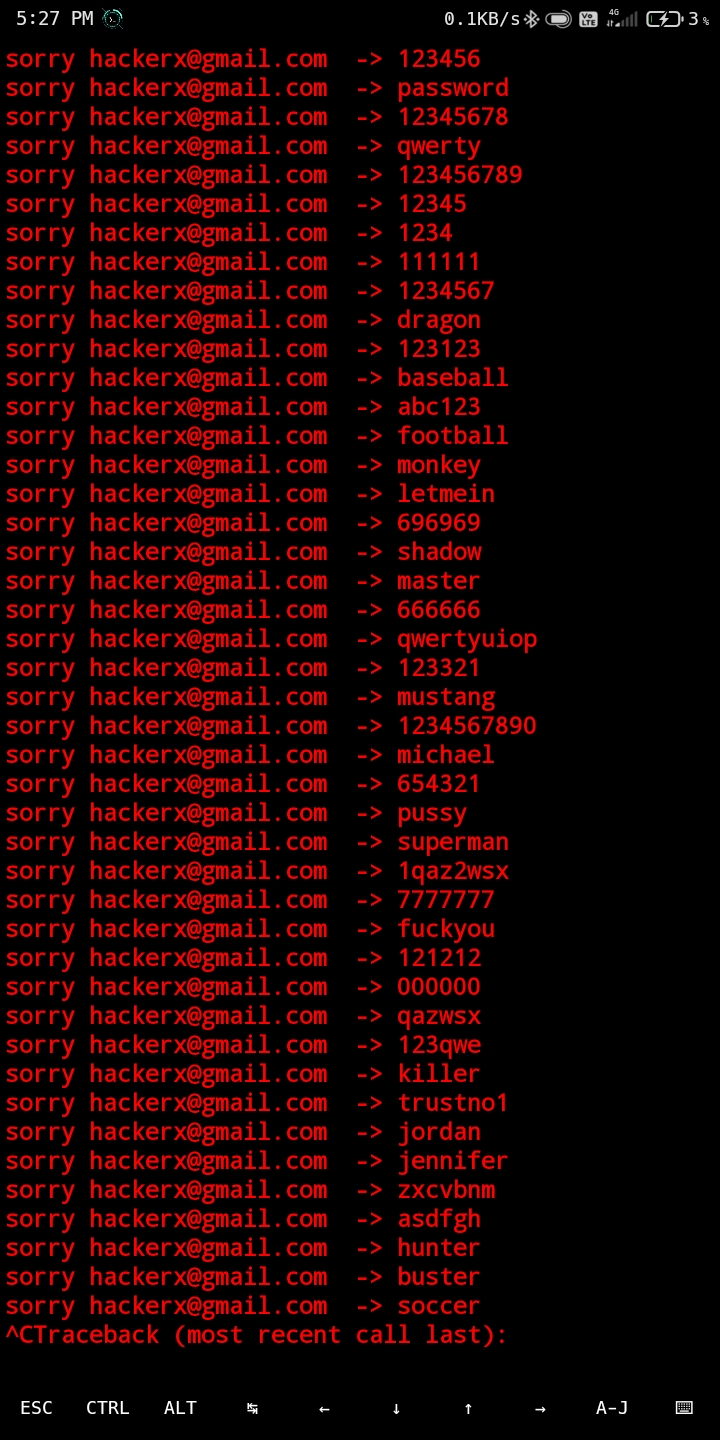 5:27 PM 0.1KB/s Vo LTE 4G 3 %
sorry hackerx@gmail.com -> 123456
sorry hackerx@gmail.com -> password
sorry hackerx@gmail.com -> 12345678
sorry hackerx@gmail.com -> qwerty
sorry hackerx@gmail.com -> 123456789
sorry hackerx@gmail.com -> 12345
sorry hackerx@gmail.com -> 1234
sorry hackerx@gmail.com -> 111111
sorry hackerx@gmail.com -> 1234567
sorry hackerx@gmail.com -> dragon
sorry hackerx@gmail.com -> 123123
sorry hackerx@gmail.com -> baseball
sorry hackerx@gmail.com -> abc123
sorry hackerx@gmail.com -> football
sorry hackerx@gmail.com -> monkey
sorry hackerx@gmail.com -> letmein
sorry hackerx@gmail.com -> 696969
sorry hackerx@gmail.com -> shadow
sorry hackerx@gmail.com -> master
sorry hackerx@gmail.com -> 666666
sorry hackerx@gmail.com -> qwertyuiop
sorry hackerx@gmail.com -> 123321
sorry hackerx@gmail.com -> mustang
sorry hackerx@gmail.com -> 1234567890
sorry hackerx@gmail.com -> michael
sorry hackerx@gmail.com -> 654321
sorry hackerx@gmail.com -> pussy
sorry hackerx@gmail.com -> superman
sorry hackerx@gmail.com -> 1qaz2wsx
sorry hackerx@gmail.com -> 7777777
sorry hackerx@gmail.com -> fuckyou
sorry hackerx@gmail.com -> 121212
sorry hackerx@gmail.com -> 000000
sorry hackerx@gmail.com -> qazwsx
sorry hackerx@gmail.com -> 123qwe
sorry hackerx@gmail.com -> killer
sorry hackerx@gmail.com -> trustno1
sorry hackerx@gmail.com -> jordan
sorry hackerx@gmail.com -> jennifer
sorry hackerx@gmail.com -> zxcvbnm
sorry hackerx@gmail.com -> asdfgh
sorry hackerx@gmail.com -> hunter
sorry hackerx@gmail.com -> buster
sorry hackerx@gmail.com -> soccer
^CTraceback (most recent call last):
ESC CTRL ALT ↹ ← ↓ ↑ → A-J